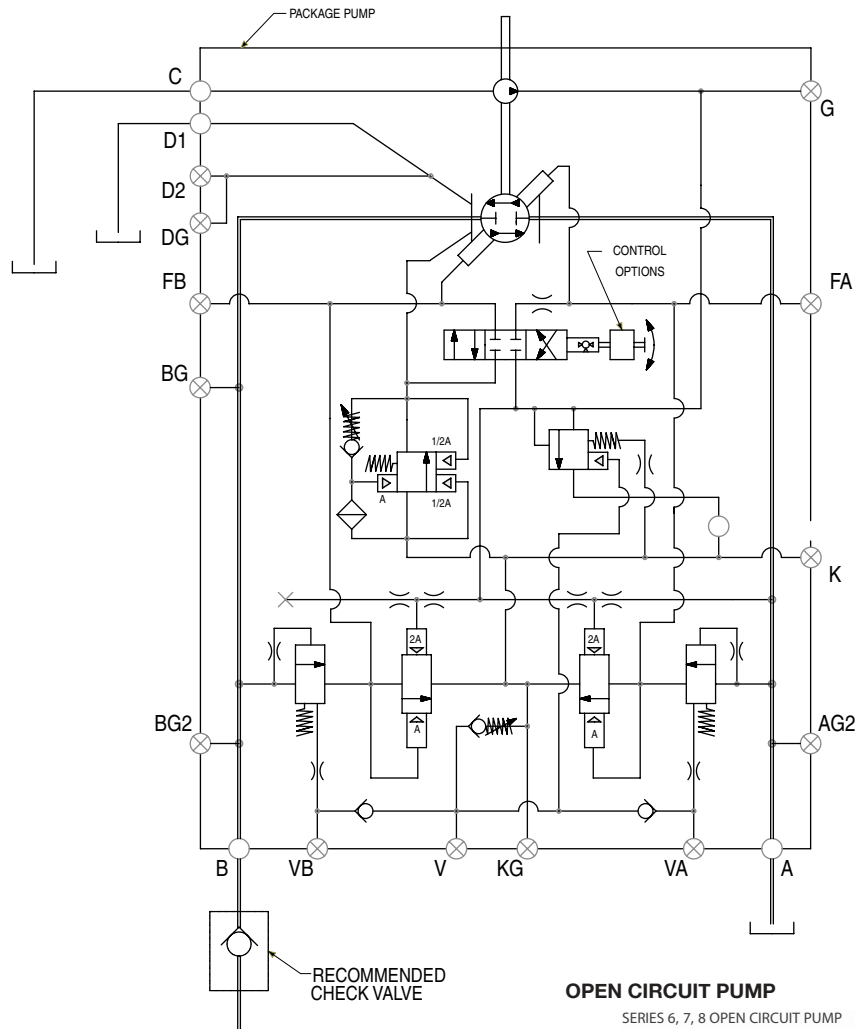 PACKAGE PUMP
C
G
D1
D2
DG
CONTROL
OPTIONS
FB
FA
BG
1/2A
A
1/2A
K
2A
2A
BG2
AG2
A
A
B
VB
V
KG
VA
A
RECOMMENDED
CHECK VALVE
OPEN CIRCUIT PUMP
SERIES 6, 7, 8 OPEN CIRCUIT PUMP